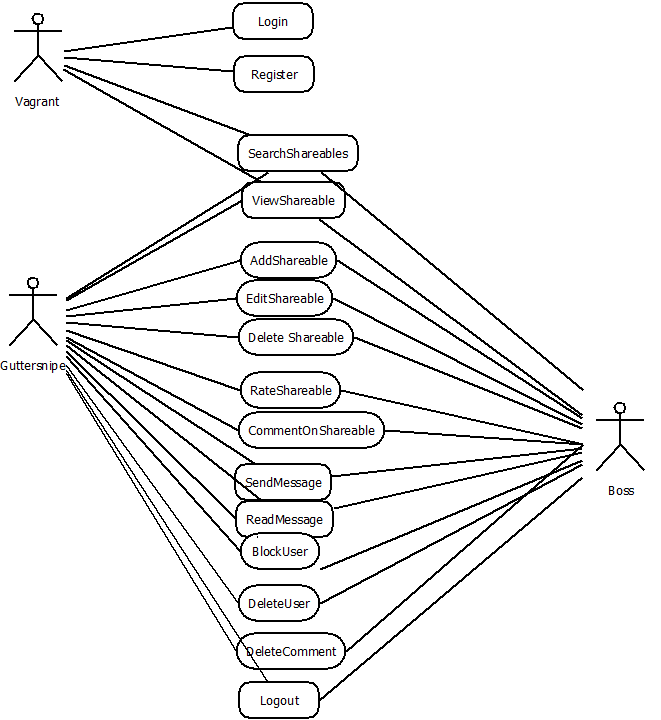 Login
Register
Vagrant
SearchShareables
ViewShareable
AddShareable
EditShareable
Delete Shareable
Guttersnipe
RateShareable
CommentOnShareable
SendMessage
Boss
ReadMessage
BlockUser
DeleteUser
DeleteComment
Logout